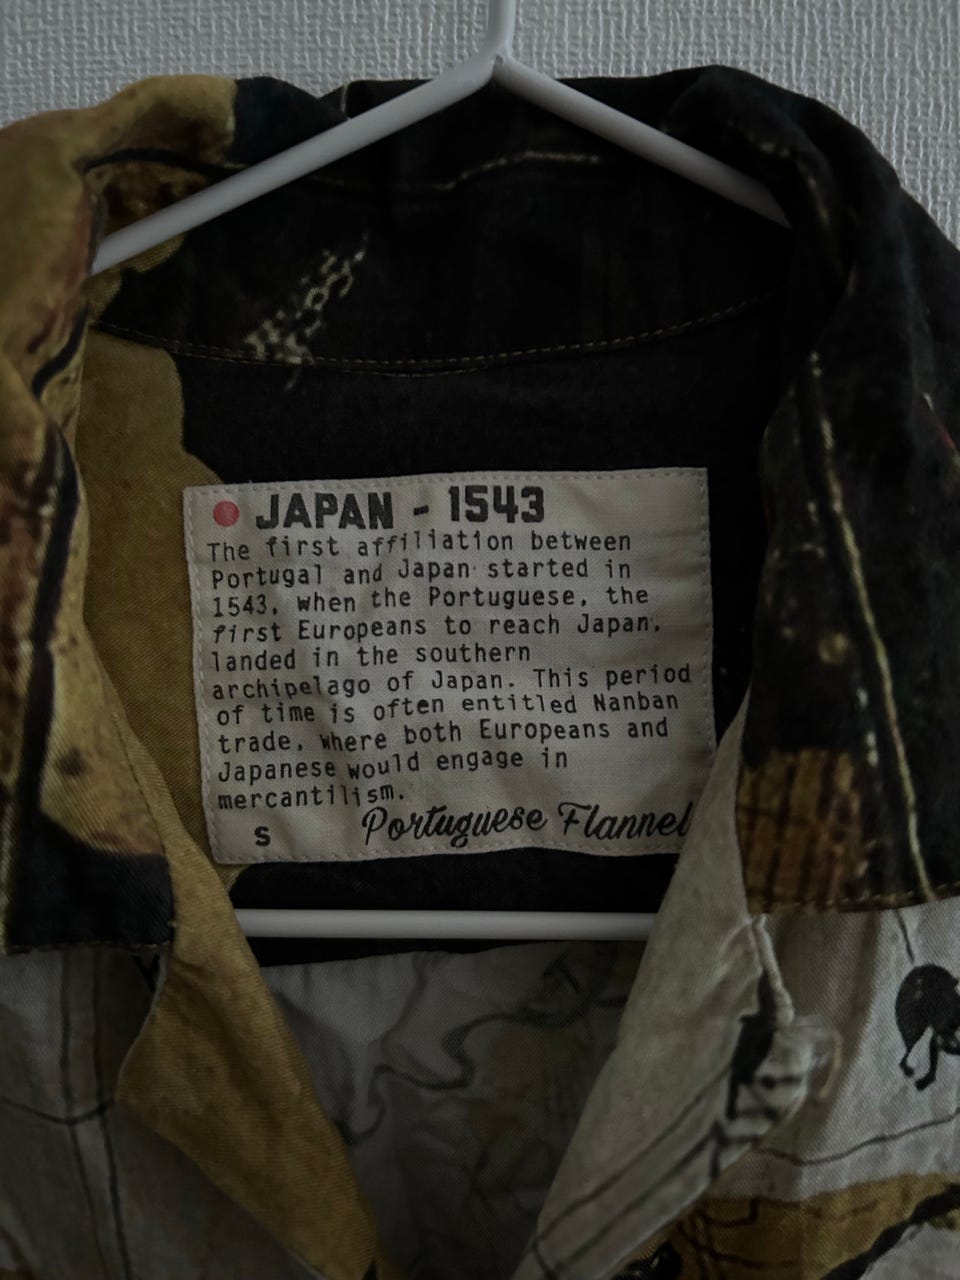 JAPAN - 1543
The first affiliation between
Portugal and Japan started in
1543, when the Portuguese, the
first Europeans to reach Japan,
landed in the southern
archipelago of Japan. This period
of time is often entitled Nanban
trade, where both Europeans and
Japanese would engage in
mercantilism.
S Portuguese Flannel